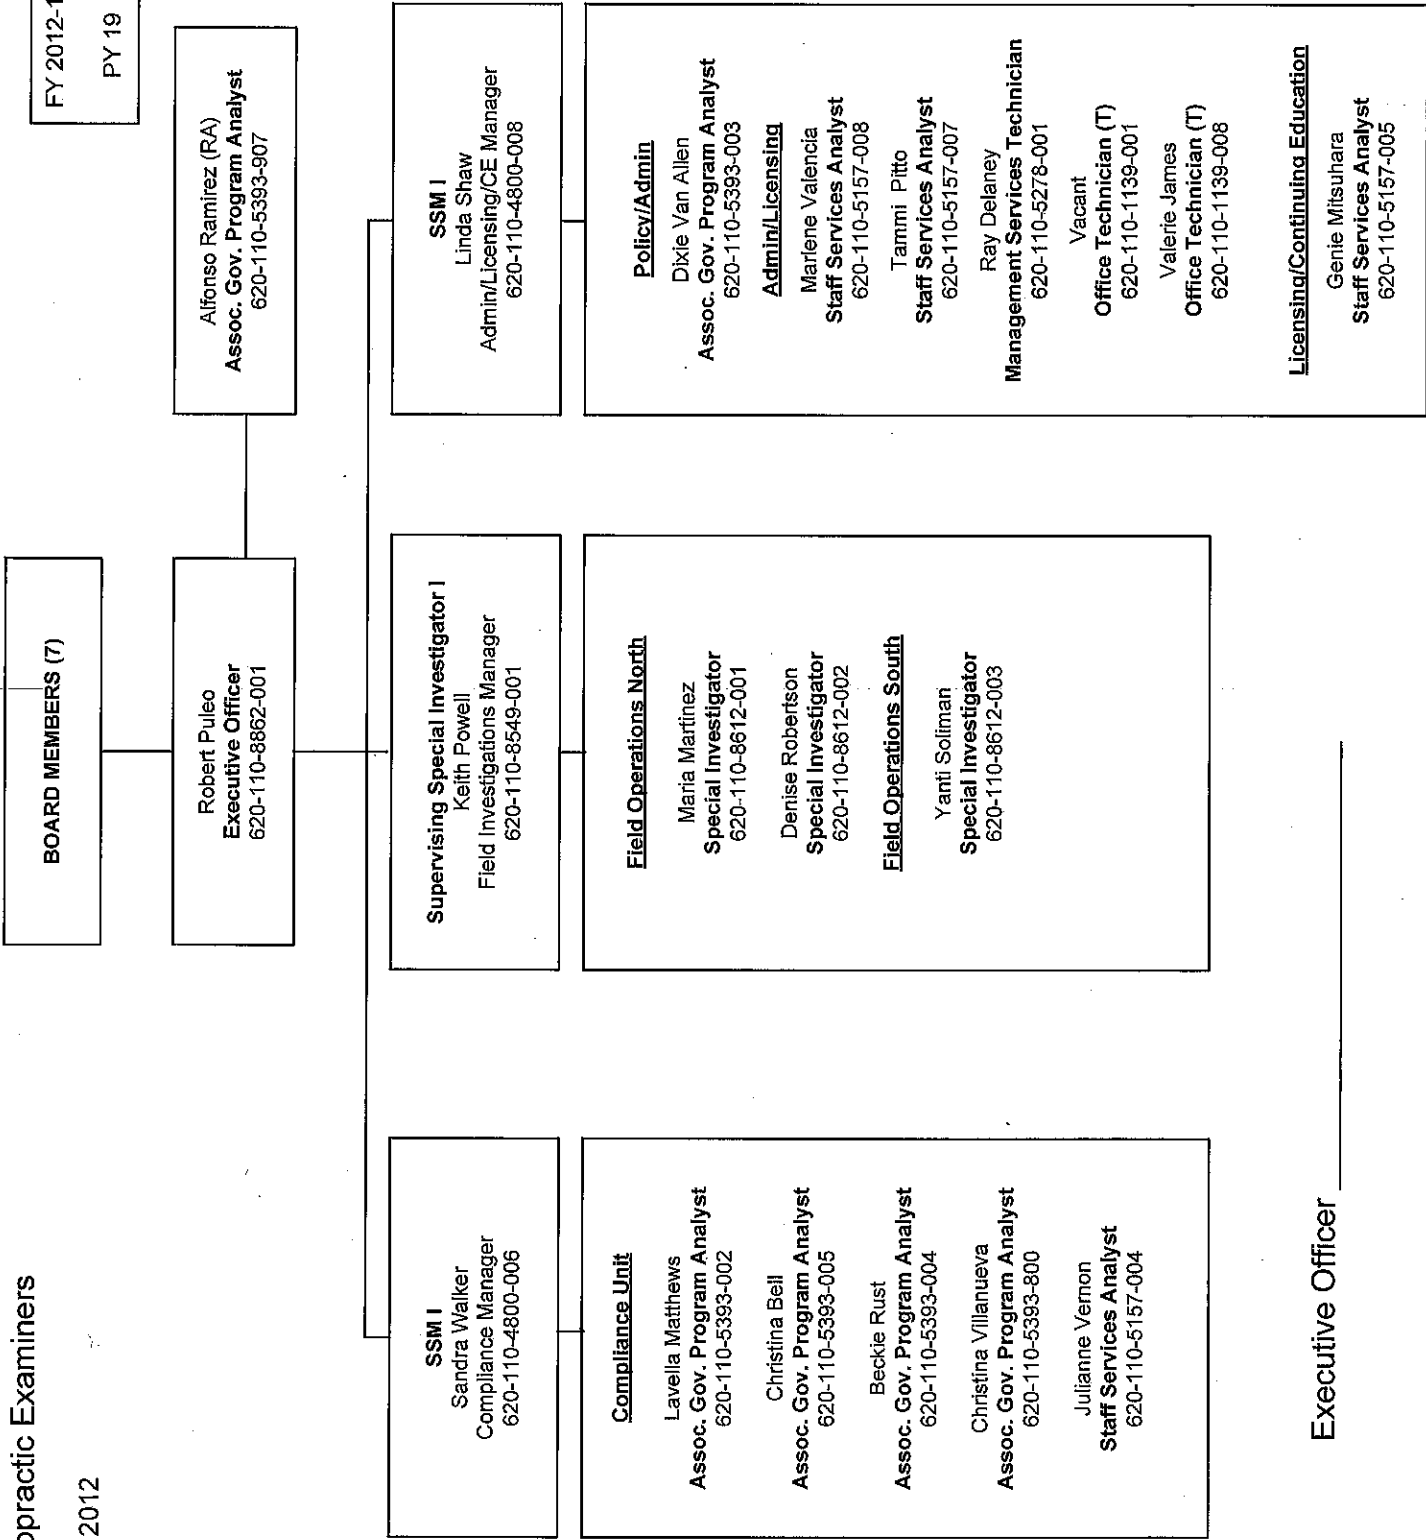 opractic Examiners
2012
FY 2012-1
PY 19
BOARD MEMBERS (7)
Robert Puleo
Executive Officer
620-110-8862-001
Alfonso Ramirez (RA)
Assoc. Gov. Program Analyst
620-110-5393-907
SSM I
Sandra Walker
Compliance Manager
620-110-4800-006
Compliance Unit
Lavella Matthews
Assoc. Gov. Program Analyst
620-110-5393-002
Christina Bell
Assoc. Gov. Program Analyst
620-110-5393-005
Beckie Rust
Assoc. Gov. Program Analyst
620-110-5393-004
Christina Villanueva
Assoc. Gov. Program Analyst
620-110-5393-800
Julianne Vernon
Staff Services Analyst
620-110-5157-004
Supervising Special Investigator I
Keith Powell
Field Investigations Manager
620-110-8549-001
Field Operations North
Maria Martinez
Special Investigator
620-110-8612-001
Denise Robertson
Special Investigator
620-110-8612-002
Field Operations South
Yanti Soliman
Special Investigator
620-110-8612-003
SSM I
Linda Shaw
Admin/Licensing/CE Manager
620-110-4800-008
Policy/Admin
Dixie Van Allen
Assoc. Gov. Program Analyst
620-110-5393-003
Admin/Licensing
Marlene Valencia
Staff Services Analyst
620-110-5157-008
Tammi Pitto
Staff Services Analyst
620-110-5157-007
Ray Delaney
Management Services Technician
620-110-5278-001
Vacant
Office Technician (T)
620-110-1139-001
Valerie James
Office Technician (T)
620-110-1139-008
Licensing/Continuing Education
Genie Mitsuhara
Staff Services Analyst
620-110-5157-005
Executive Officer